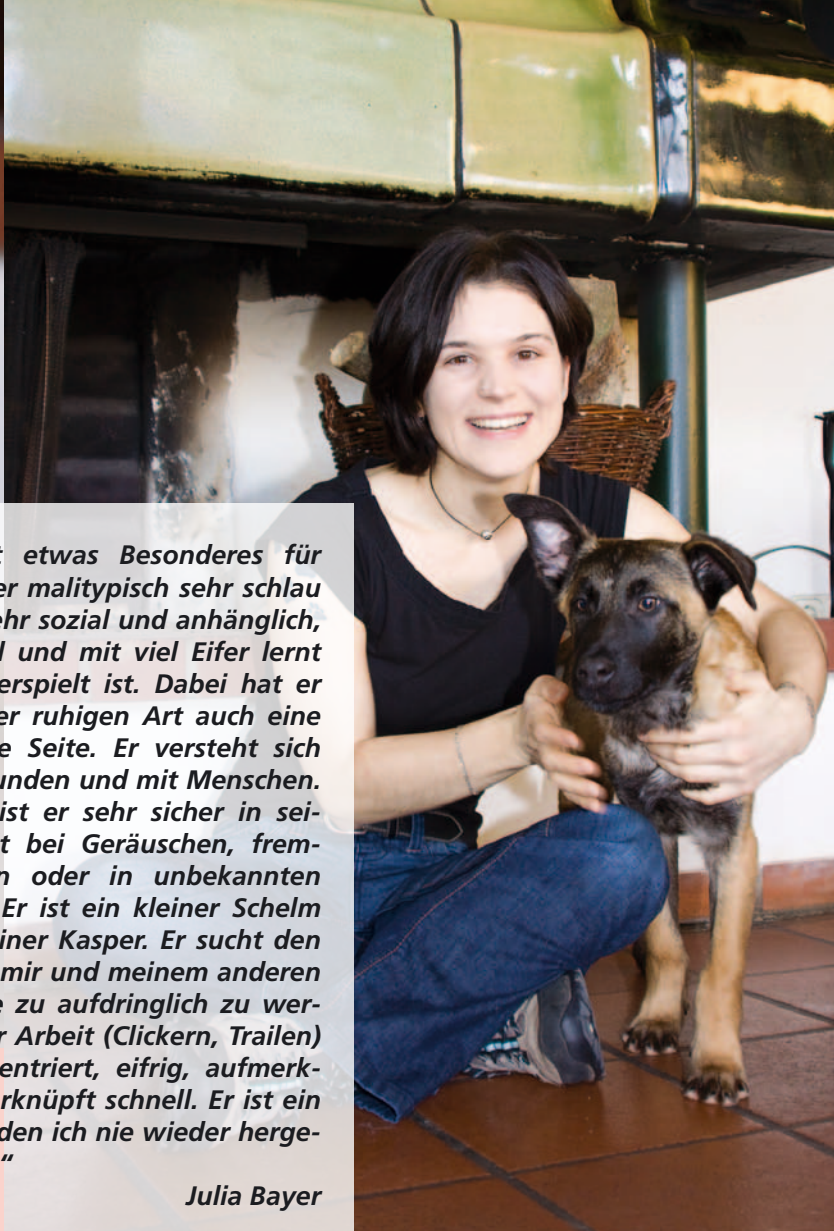 etwas Besonderes für
er malitypisch sehr schlau
sehr sozial und anhänglich,
und mit viel Eifer lernt
verspielt ist. Dabei hat er
er ruhigen Art auch eine
e Seite. Er versteht sich
unden und mit Menschen.
ist er sehr sicher in sei-
t bei Geräuschen, frem-
n oder in unbekannten
Er ist ein kleiner Schelm
iner Kasper. Er sucht den
mir und meinem anderen
e zu aufdringlich zu wer-
r Arbeit (Clickern, Trailen)
entriert, eifrig, aufmerk-
rknüpft schnell. Er ist ein
den ich nie wieder herge-
“
Julia Bayer